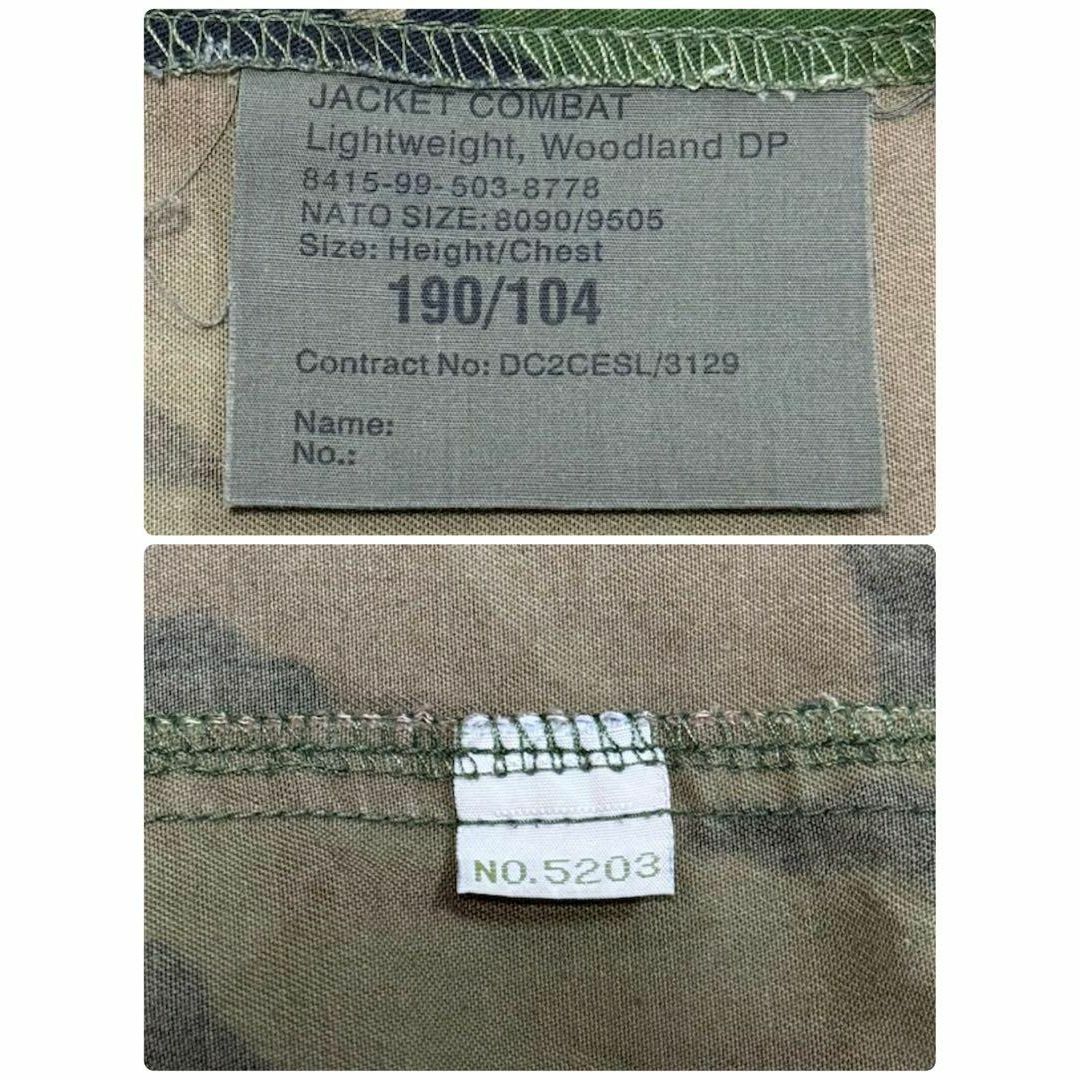 JACKET COMBAT
Lightweight, Woodland DP
8415-99-503-8778
NATO SIZE: 8090/9505
Size: Height/Chest
190/104
Contract No: DC2CESL/3129
Name:
No.:
NO.5203